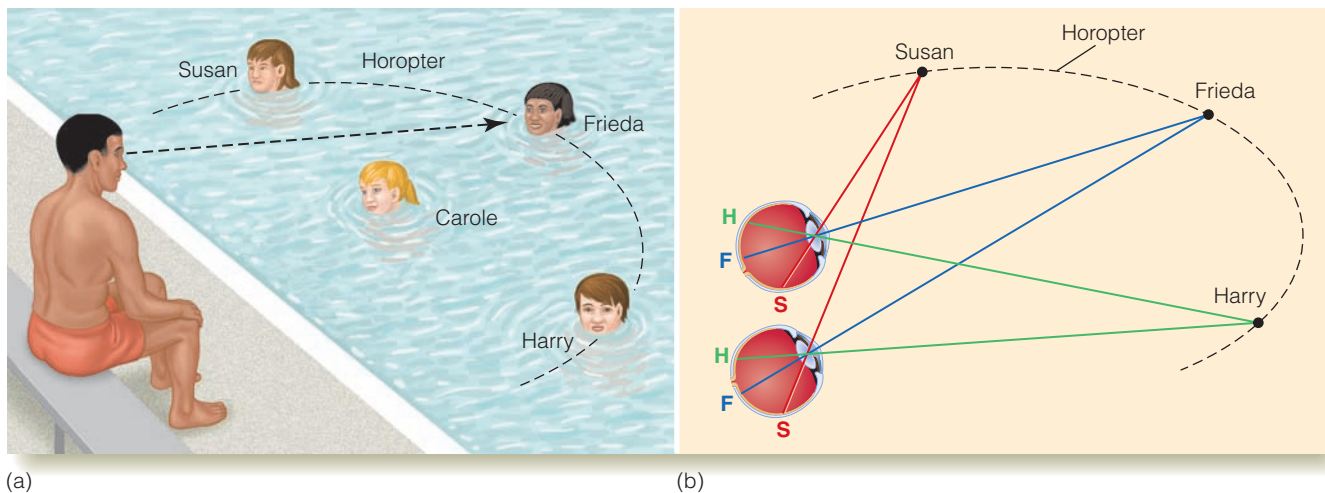 Susan
Horopter
Frieda
Carole
Harry
(a)
Susan
Horopter
Frieda
H
F
S
Harry
H
F
S
(b)